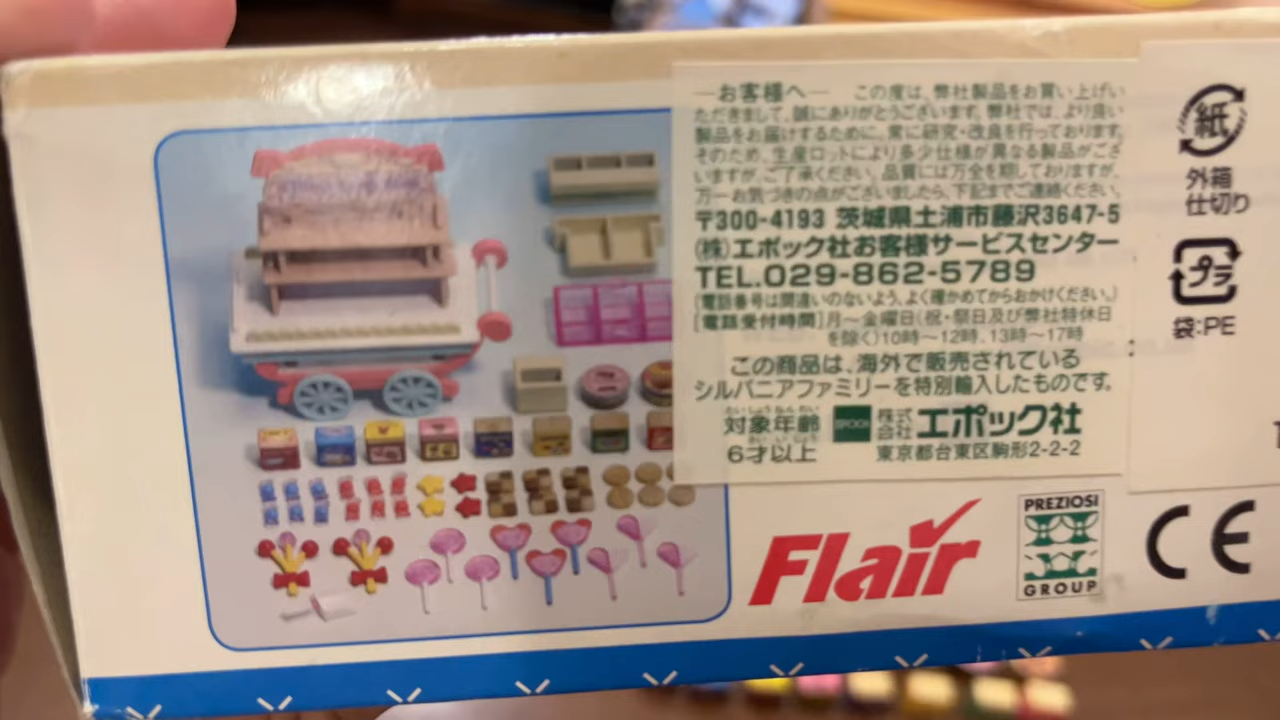 ―お客様へ― この度は、弊社製品をお買い上げい
ただきまして、誠にありがとうございます。弊社では、より良い
製品をお届けするために、常に研究・改良を行っております。
そのため、生産ロットにより多少仕様が異なる製品がござ
いますが、ご了承ください。品質には万全を期しておりますが、
万一お気づきの点がございましたら、下記までご連絡ください。
〒300-4193 茨城県土浦市藤沢3647-5
(株)エポック社お客様サービスセンター
TEL.029-862-5789
[電話番号は間違いのないよう、よく確かめてからおかけください。]
[電話受付時間]月〜金曜日(祝・祭日及び弊社特休日
を除く)10時〜12時、13時〜17時
この商品は、海外で販売されている
シルバニアファミリーを特別輸入したものです。
たいしょうねんれい
対象年齢
さいいじょう
6才以上
EPOCH
株式会社 エポック社
東京都台東区駒形2-2-2
紙
外箱
仕切り
プラ
袋:PE
Flair
PREZIOSI
GROUP
CE